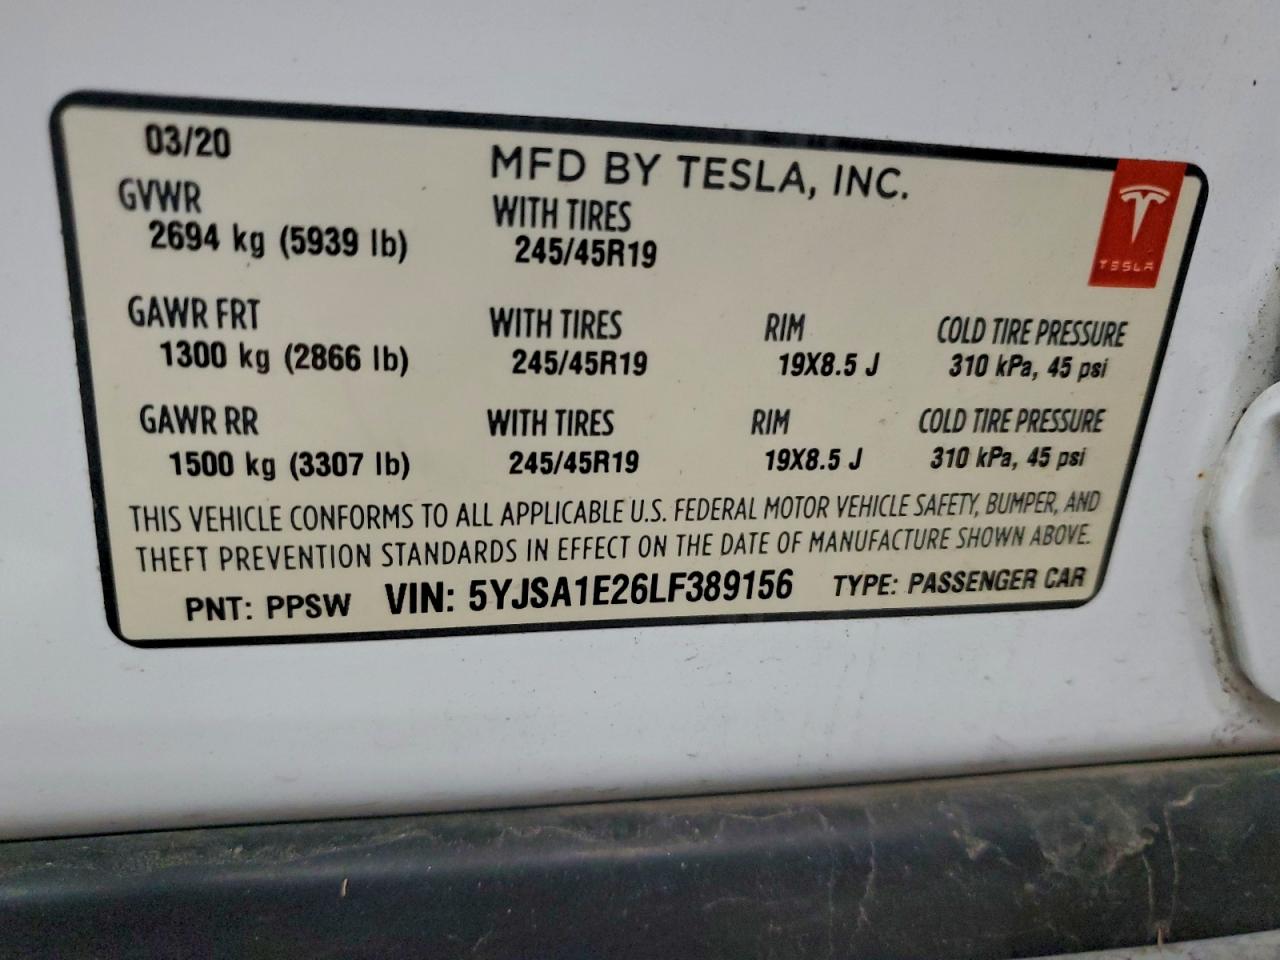 03/20
MFD BY TESLA, INC.
TESLA
GVWR
2694 kg (5939 lb)
WITH TIRES
245/45R19
GAWR FRT
1300 kg (2866 lb)
WITH TIRES
245/45R19
RIM
19X8.5 J
COLD TIRE PRESSURE
310 kPa, 45 psi
GAWR RR
1500 kg (3307 lb)
WITH TIRES
245/45R19
RIM
19X8.5 J
COLD TIRE PRESSURE
310 kPa, 45 psi
THIS VEHICLE CONFORMS TO ALL APPLICABLE U.S. FEDERAL MOTOR VEHICLE SAFETY, BUMPER, AND
THEFT PREVENTION STANDARDS IN EFFECT ON THE DATE OF MANUFACTURE SHOWN ABOVE.
PNT: PPSW VIN: 5YJSA1E26LF389156 TYPE: PASSENGER CAR